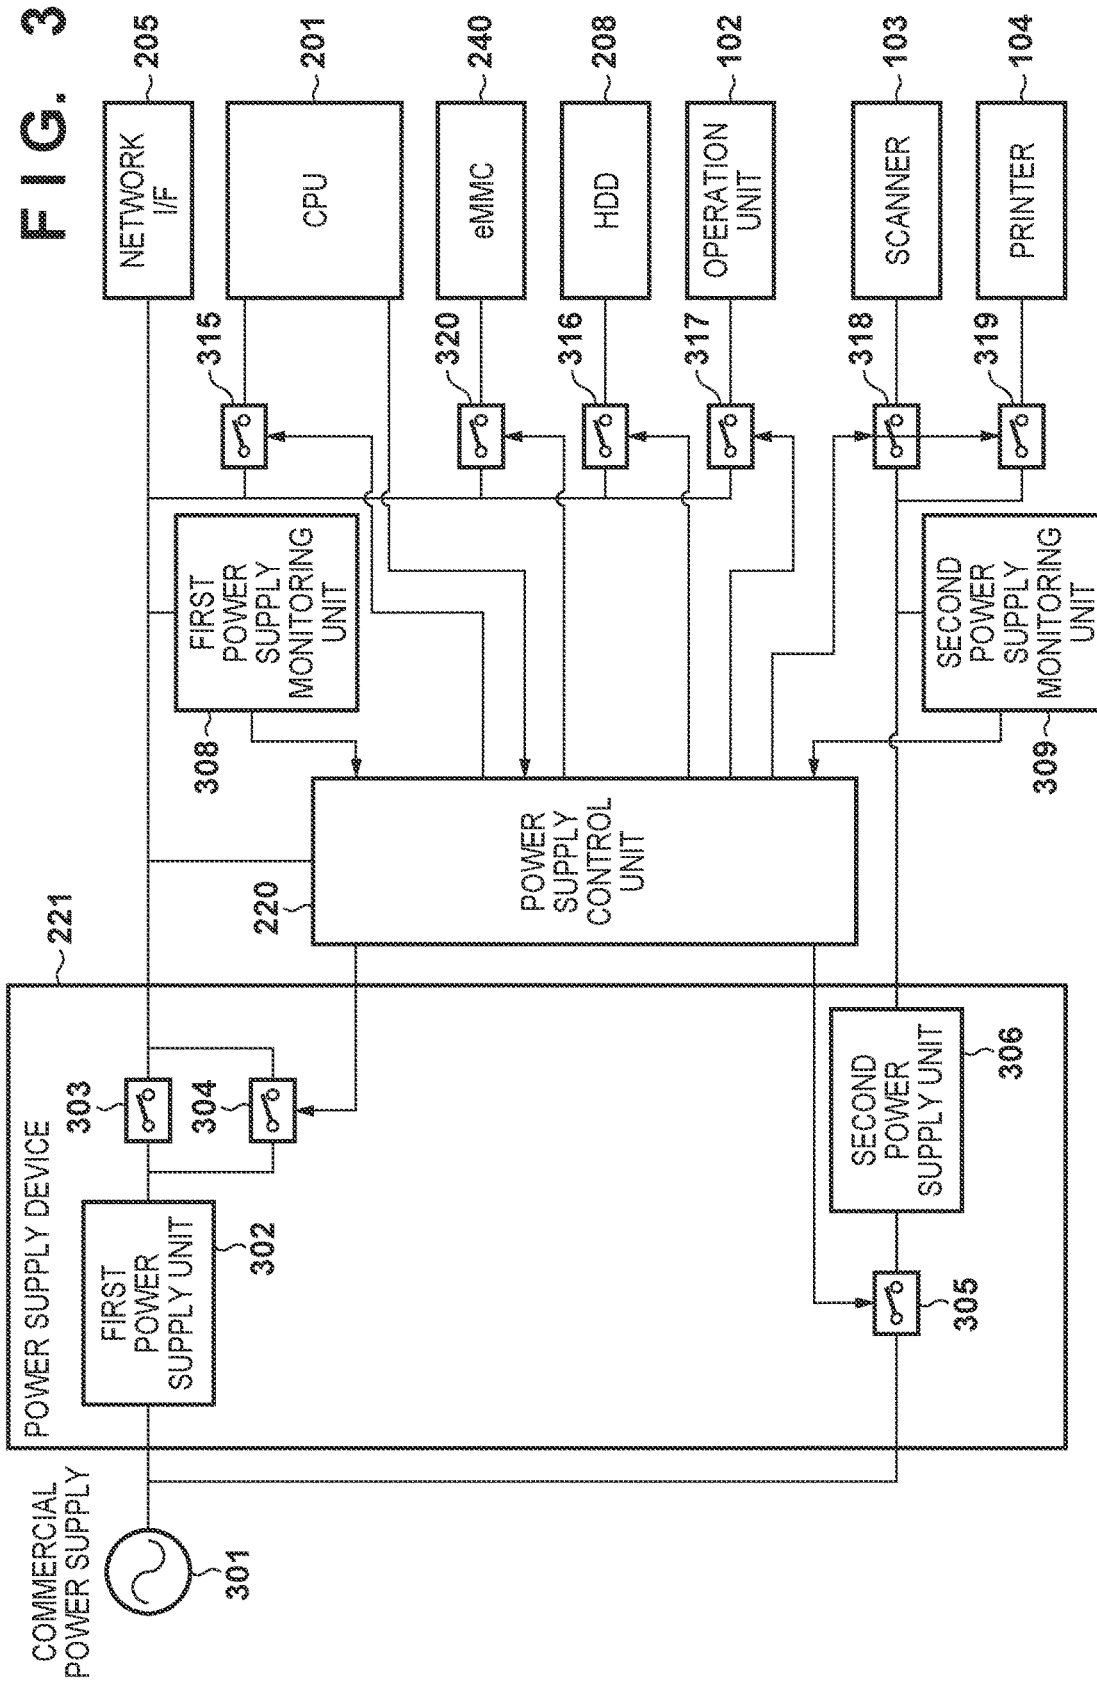 FIG. 3
COMMERCIAL
POWER SUPPLY
301
POWER SUPPLY DEVICE
221
FIRST
POWER
SUPPLY UNIT
302
303
304
305
SECOND
POWER
SUPPLY UNIT
306
220
POWER
SUPPLY
CONTROL
UNIT
308
FIRST
POWER
SUPPLY
MONITORING
UNIT
309
SECOND
POWER
SUPPLY
MONITORING
UNIT
315
320
316
317
318
319
NETWORK
I/F
205
CPU
201
eMMC
240
HDD
208
OPERATION
UNIT
102
SCANNER
103
PRINTER
104